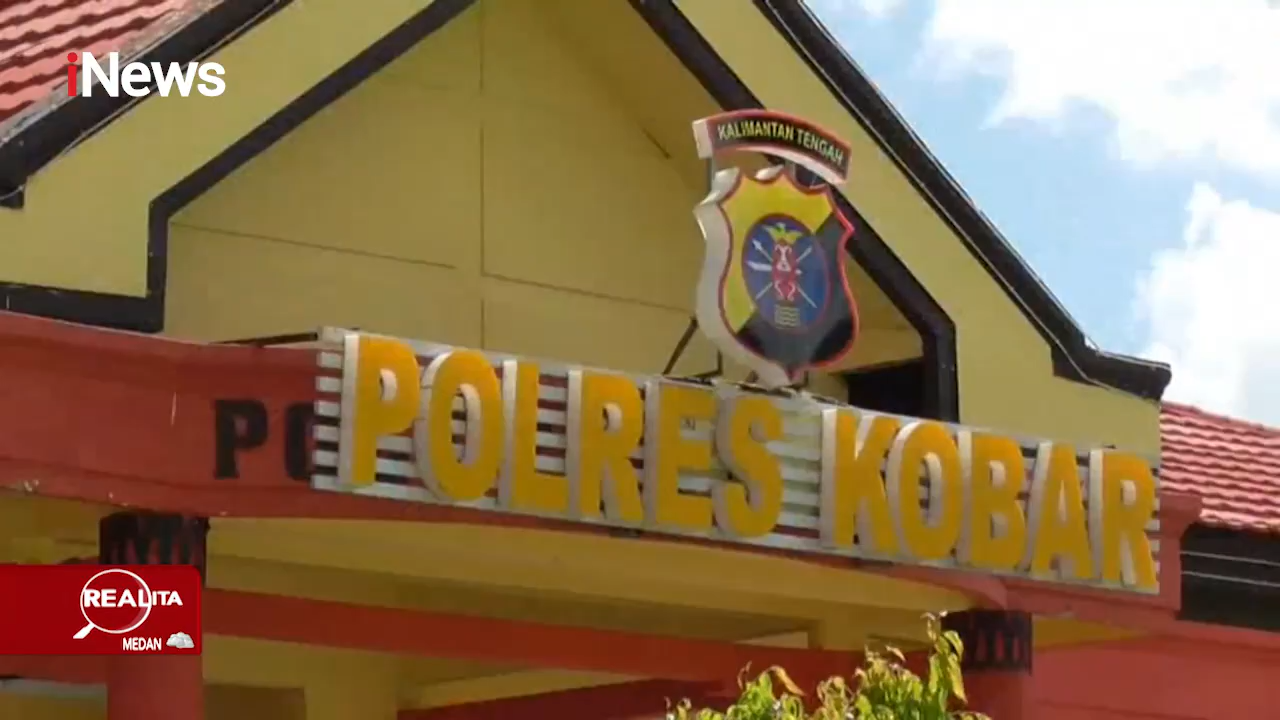 iNews
KALIMANTAN TENGAH
POLRES KOBAR
REALITA
MEDAN